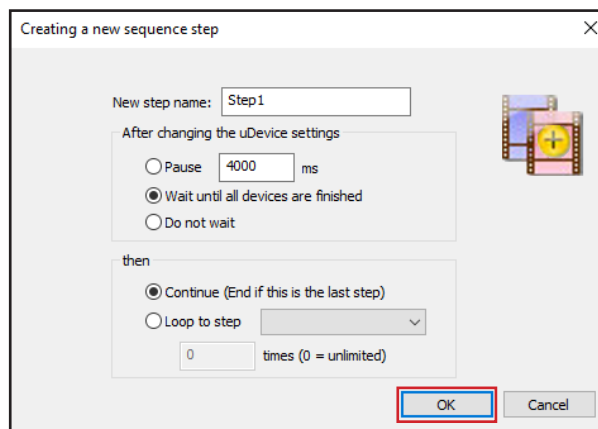 Creating a new sequence step
New step name: Step1
After changing the uDevice settings
Pause 4000 ms
Wait until all devices are finished
Do not wait
then
Continue (End if this is the last step)
Loop to step
0 times (0 = unlimited)
OK Cancel